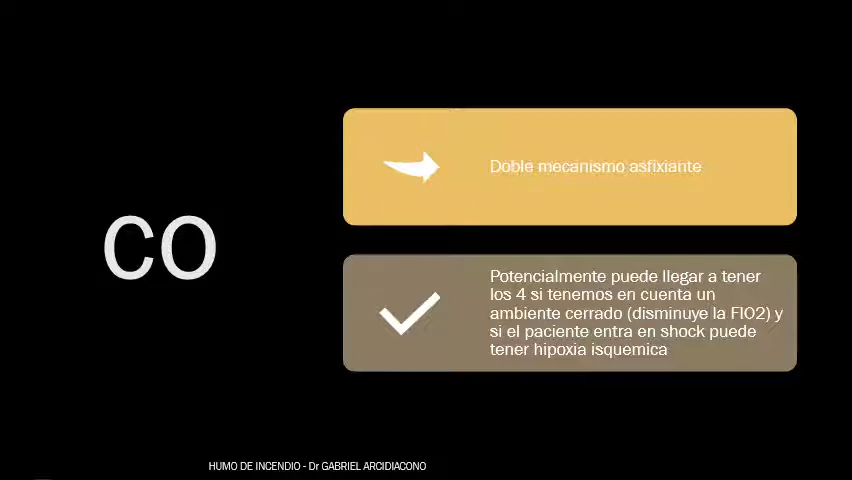 CO
Doble mecanismo asfixiante
Potencialmente puede llegar a tener
los 4 si tenemos en cuenta un
ambiente cerrado (disminuye la FIO2) y
si el paciente entra en shock puede
tener hipoxia isquemica
HUMO DE INCENDIO - Dr GABRIEL ARCIDIACONO